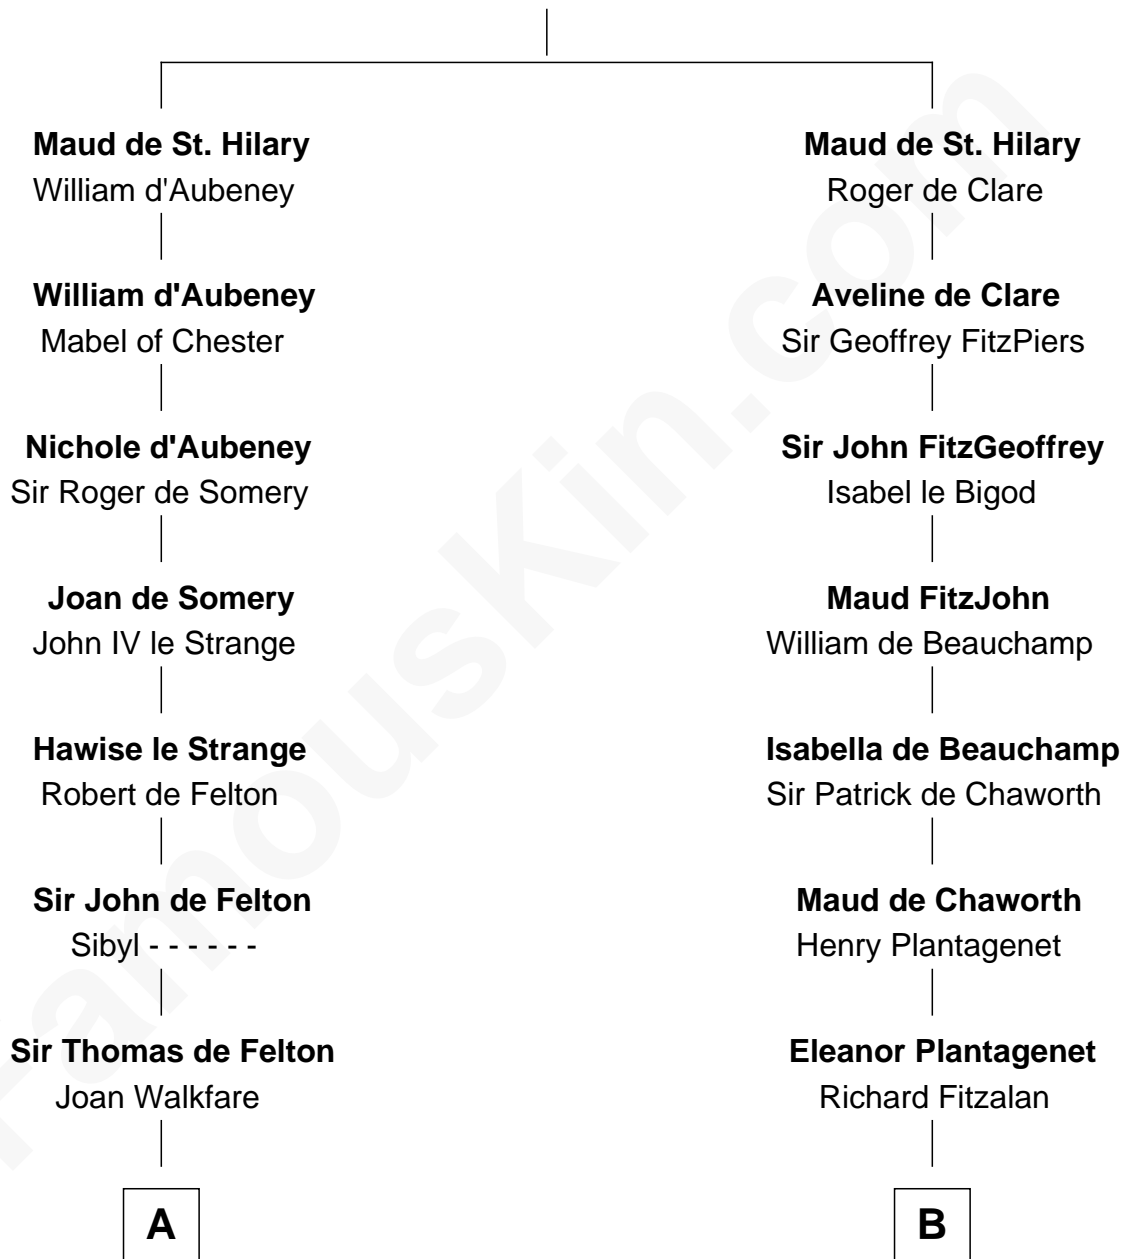 Maud de St. Hilary
William d'Aubeney
William d'Aubeney
Mabel of Chester
Nichole d'Aubeney
Sir Roger de Somery
Joan de Somery
John IV le Strange
Hawise le Strange
Robert de Felton
Sir John de Felton
Sibyl - - - - - -
Sir Thomas de Felton
Joan Walkfare
A
Maud de St. Hilary
Roger de Clare
Aveline de Clare
Sir Geoffrey FitzPiers
Sir John FitzGeoffrey
Isabel le Bigod
Maud FitzJohn
William de Beauchamp
Isabella de Beauchamp
Sir Patrick de Chaworth
Maud de Chaworth
Henry Plantagenet
Eleanor Plantagenet
Richard Fitzalan
B
FamousKin.com